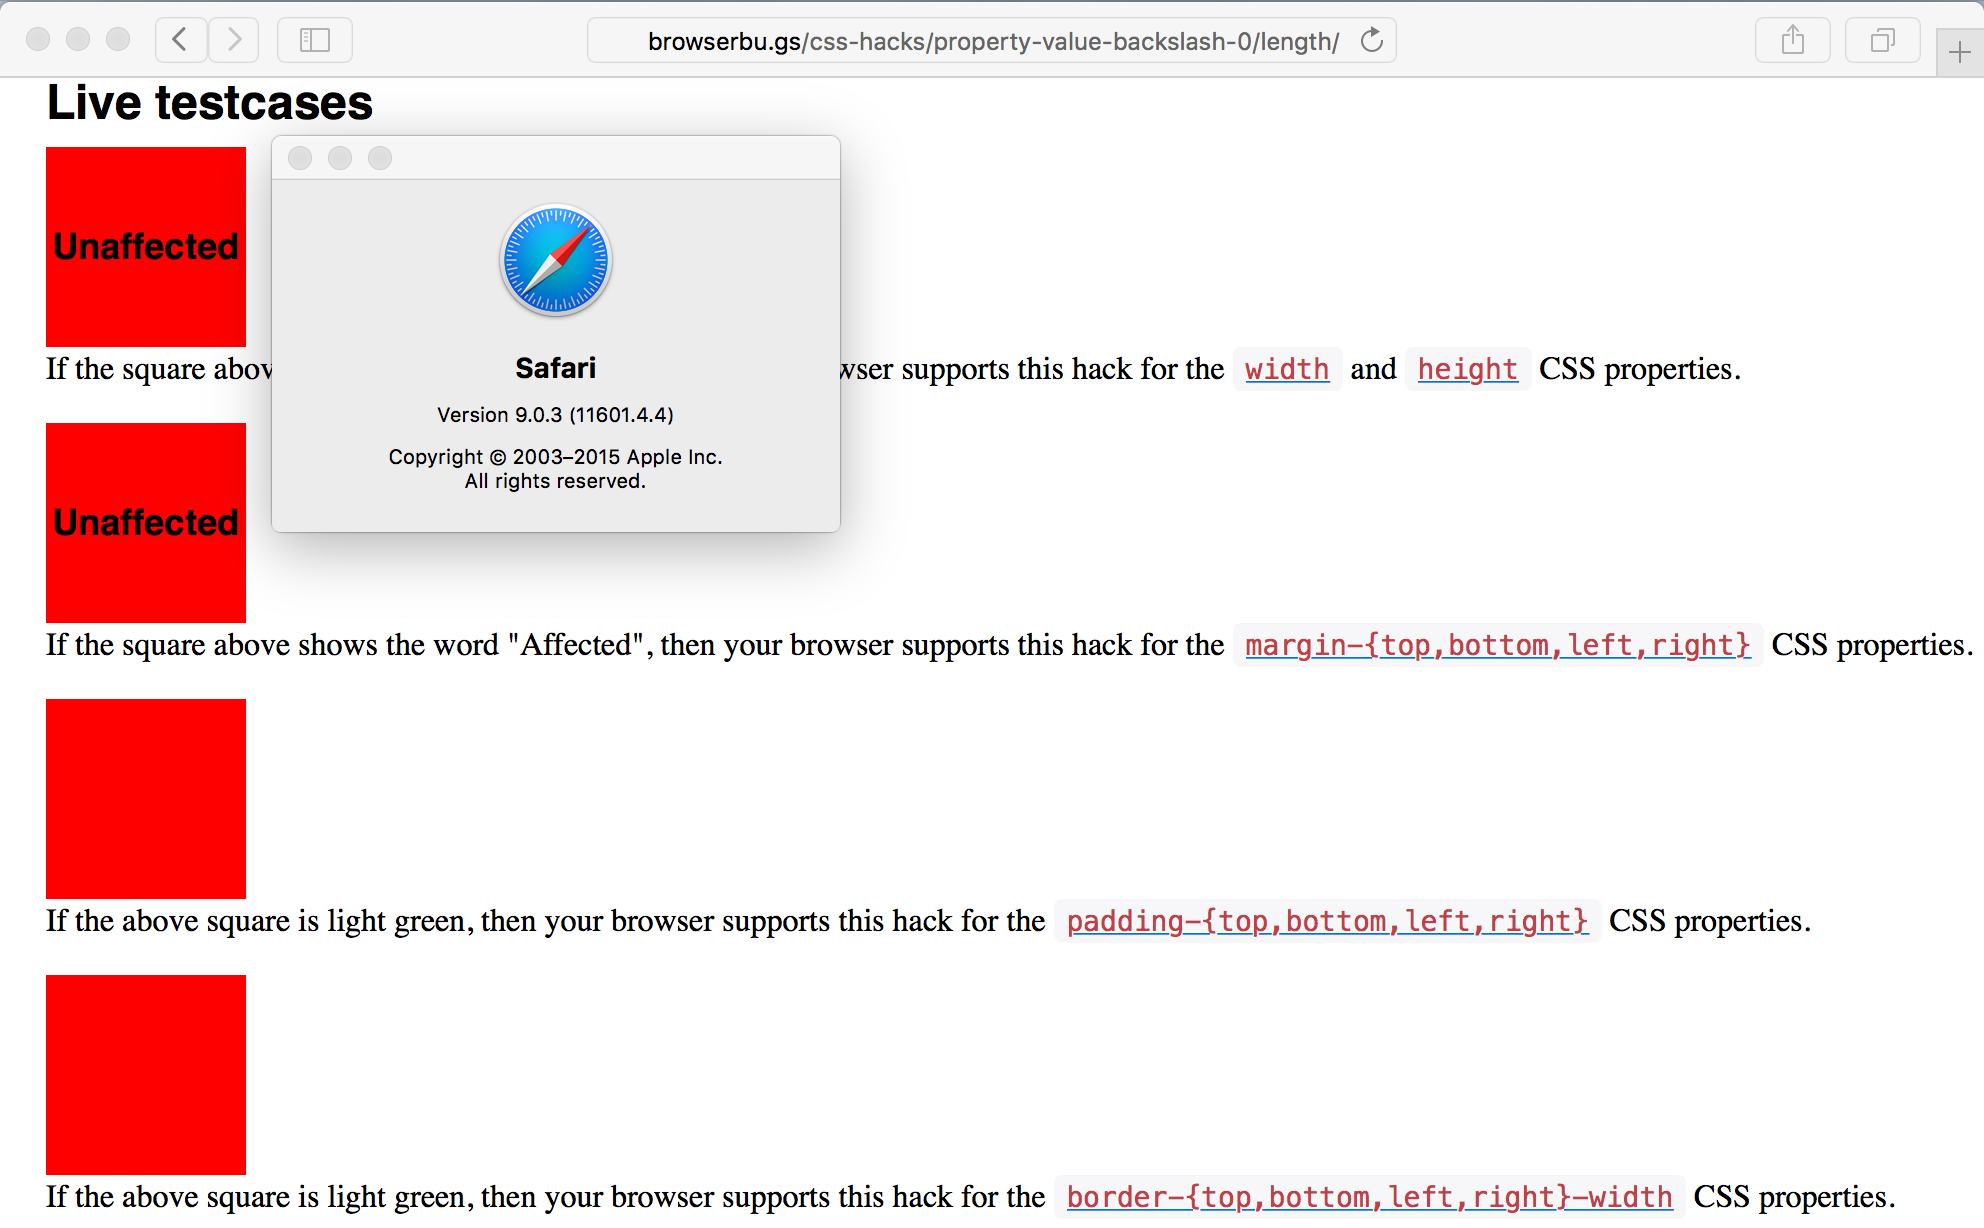 browserbu.gs/css-hacks/property-value-backslash-0/length/
Live testcases
Unaffected
If the square abov
wser supports this hack for the width and height CSS properties.
Safari
Version 9.0.3 (11601.4.4)
Copyright © 2003–2015 Apple Inc.
All rights reserved.
Unaffected
If the square above shows the word "Affected", then your browser supports this hack for the margin-{top,bottom,left,right} CSS properties.
If the above square is light green, then your browser supports this hack for the padding-{top,bottom,left,right} CSS properties.
If the above square is light green, then your browser supports this hack for the border-{top,bottom,left,right}-width CSS properties.